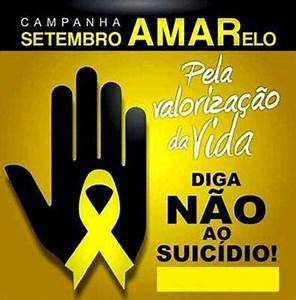 CAMPANHA
SETEMBRO AMARELO
Pela
valorização
da Vida
DIGA
NÃO
AO
SUICÍDIO!